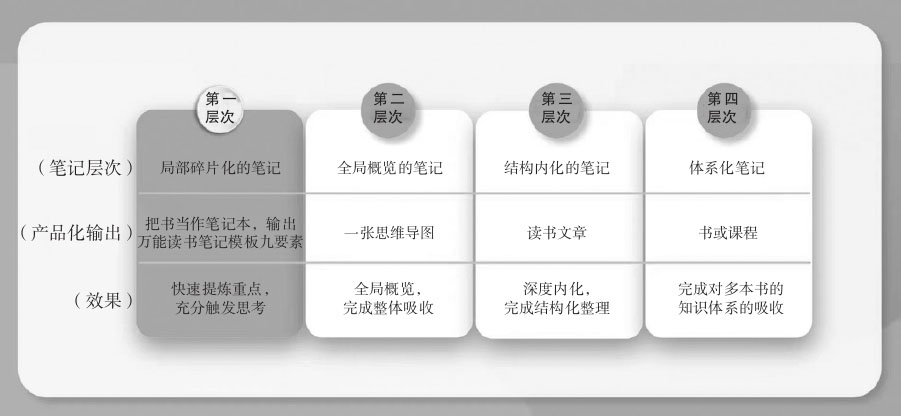 第一
层次
第二
层次
第三
层次
第四
层次
（笔记层次）
局部碎片化的笔记
全局概览的笔记
结构内化的笔记
体系化笔记
（产品化输出）
把书当作笔记本，输出
万能读书笔记模板九要素
一张思维导图
读书文章
书或课程
（效果）
快速提炼重点，
充分触发思考
全局概览，
完成整体吸收
深度内化，
完成结构化整理
完成对多本书的
知识体系的吸收